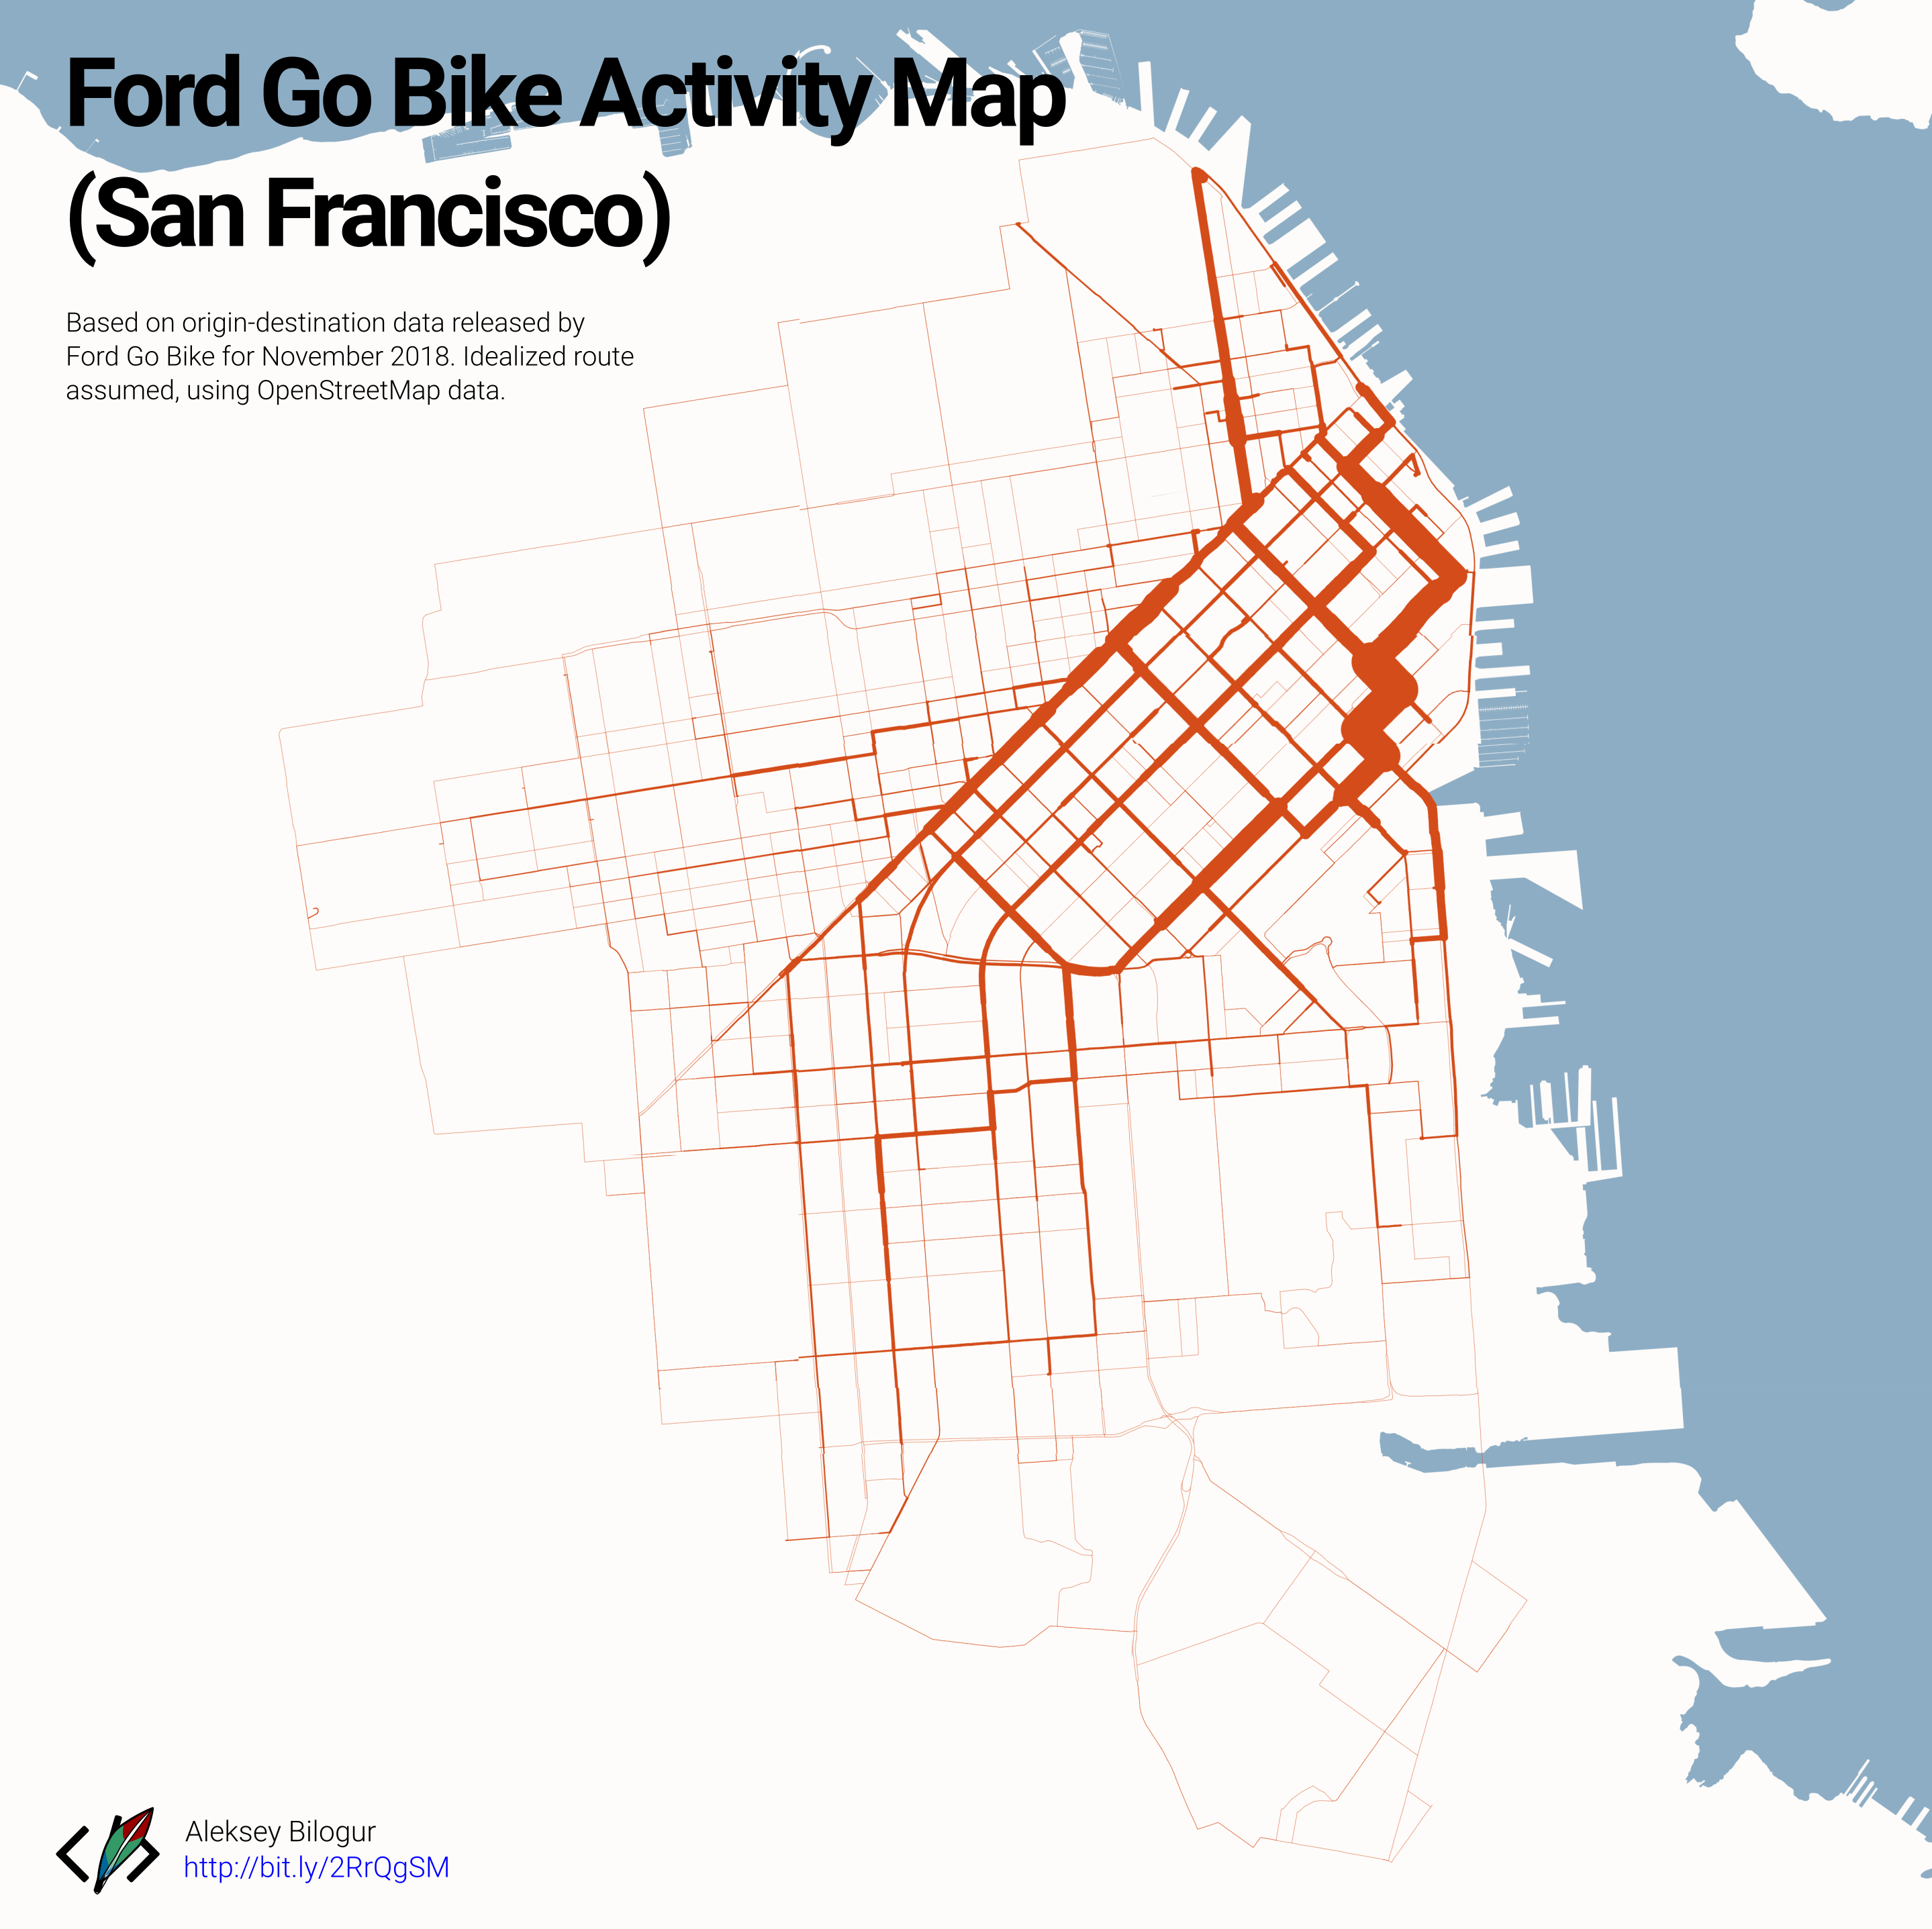 Ford Go Bike Activity Map
(San Francisco)
Based on origin-destination data released by
Ford Go Bike for November 2018. Idealized route
assumed, using OpenStreetMap data.
Aleksey Bilogur
http://bit.ly/2RrQgSM